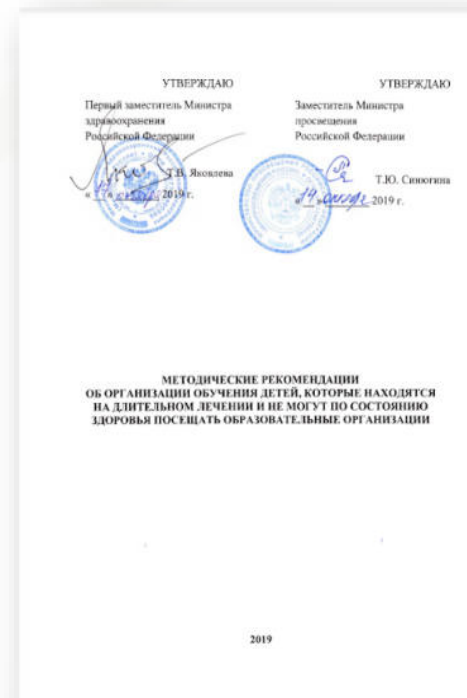 УТВЕРЖДАЮ
Первый заместитель Министра
здравоохранения
Российской Федерации
Т.В. Яковлева
2019 г.
УТВЕРЖДАЮ
Заместитель Министра
просвещения
Российской Федерации
Т.Ю. Синюгина
«14» 2019 г.
МЕТОДИЧЕСКИЕ РЕКОМЕНДАЦИИ
ОБ ОРГАНИЗАЦИИ ОБУЧЕНИЯ ДЕТЕЙ, КОТОРЫЕ НАХОДЯТСЯ
НА ДЛИТЕЛЬНОМ ЛЕЧЕНИИ И НЕ МОГУТ ПО СОСТОЯНИЮ
ЗДОРОВЬЯ ПОСЕЩАТЬ ОБРАЗОВАТЕЛЬНЫЕ ОРГАНИЗАЦИИ
2019